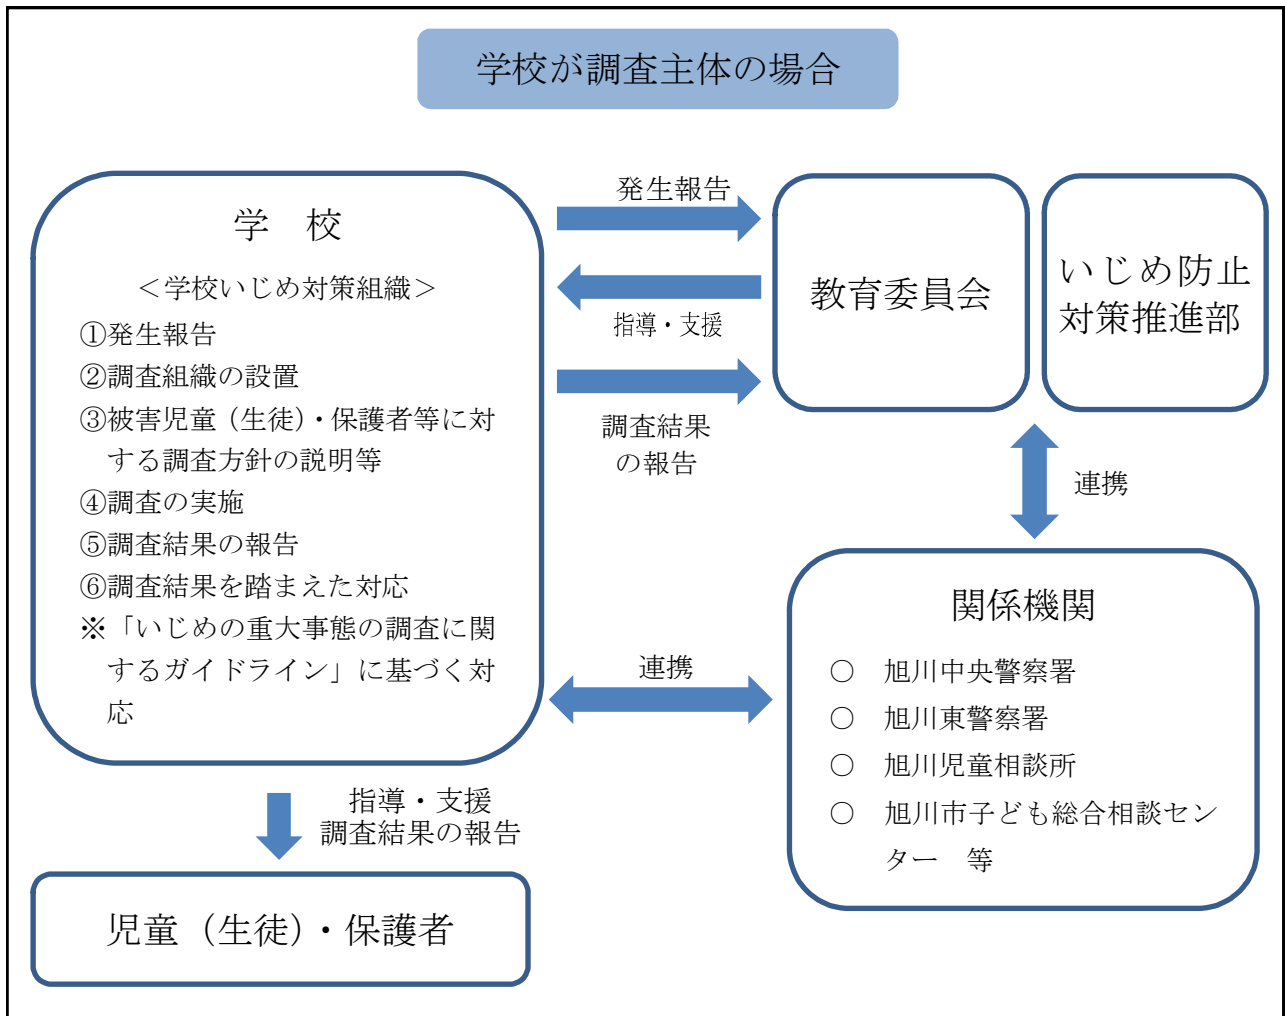 学校が調査主体の場合
学　校
＜学校いじめ対策組織＞
①発生報告
②調査組織の設置
③被害児童（生徒）・保護者等に対
する調査方針の説明等
④調査の実施
⑤調査結果の報告
⑥調査結果を踏まえた対応
※「いじめの重大事態の調査に関
するガイドライン」に基づく対
応
発生報告
指導・支援
調査結果
の報告
教育委員会
いじめ防止
対策推進部
連携
連携
関係機関
○　旭川中央警察署
○　旭川東警察署
○　旭川児童相談所
○　旭川市子ども総合相談セン
ター　等
指導・支援
調査結果の報告
児童（生徒）・保護者